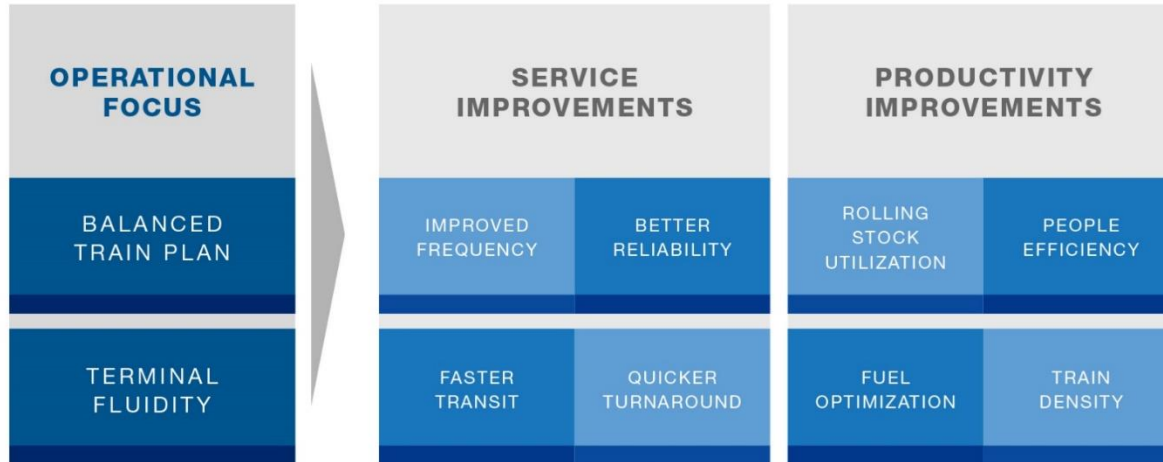 OPERATIONAL
FOCUS
SERVICE
IMPROVEMENTS
PRODUCTIVITY
IMPROVEMENTS
BALANCED
TRAIN PLAN
IMPROVED
FREQUENCY
BETTER
RELIABILITY
ROLLING
STOCK
UTILIZATION
PEOPLE
EFFICIENCY
TERMINAL
FLUIDITY
FASTER
TRANSIT
QUICKER
TURNAROUND
FUEL
OPTIMIZATION
TRAIN
DENSITY